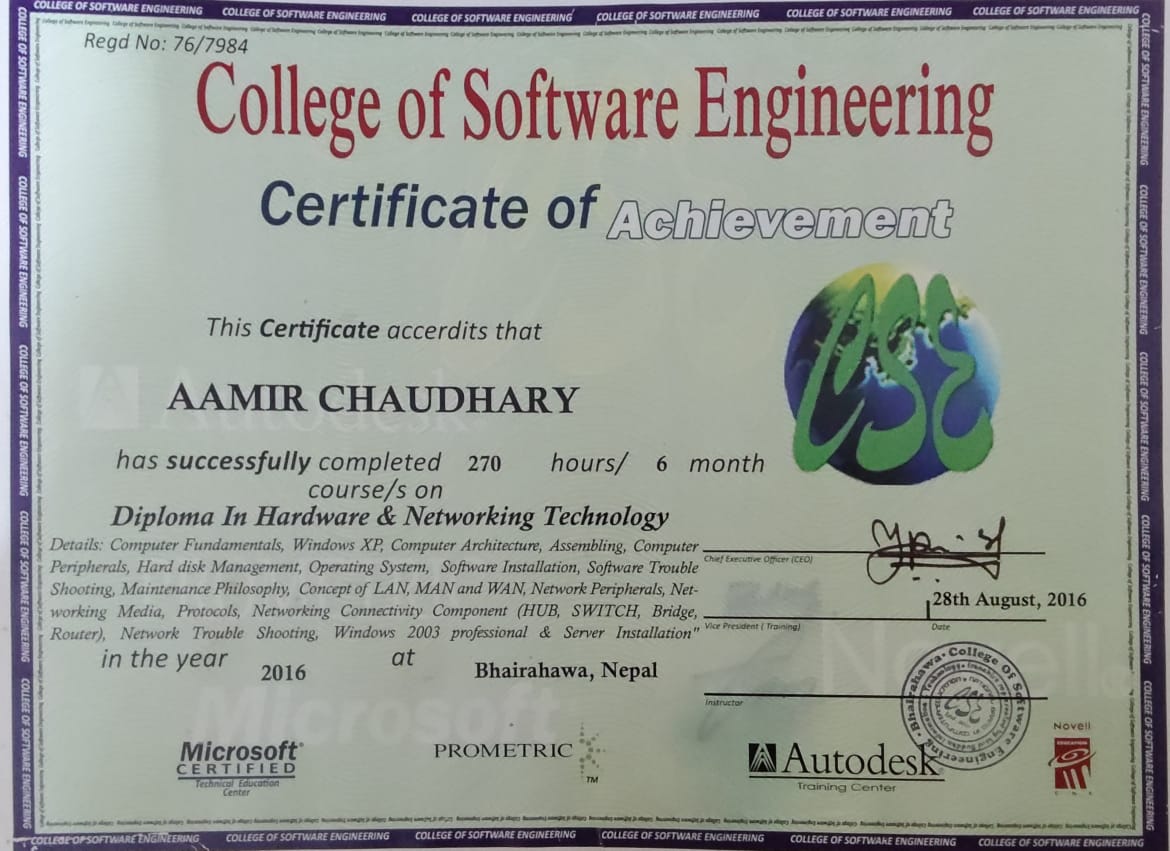 COLLEGE OF SOFTWARE ENGINEERING COLLEGE OF SOFTWARE ENGINEERING COLLEGE OF SOFTWARE ENGINEERING COLLEGE OF SOFTWARE ENGINEERING COLLEGE OF SOFTWARE ENGINEERING COLLEGE OF SOFTWARE ENGINEERING
Regd No: 76/7984
College of Software Engineering
Certificate of Achievement
CSE
This Certificate accerdits that
AAMIR CHAUDHARY
has successfully completed 270 hours/ 6 month
course/s on
Diploma In Hardware & Networking Technology
Details: Computer Fundamentals, Windows XP, Computer Architecture, Assembling, Computer
Peripherals, Hard disk Management, Operating System, Software Installation, Software Trouble
Shooting, Maintenance Philosophy, Concept of LAN, MAN and WAN, Network Peripherals, Net-
working Media, Protocols, Networking Connectivity Component (HUB, SWITCH, Bridge,
Router), Network Trouble Shooting, Windows 2003 professional & Server Installation"
in the year 2016 at Bhairahawa, Nepal
Chief Executive Officer (CEO)
28th August, 2016
Vice President ( Training)
Date
Instructor
Bhairahawa • College Of Software Engineering
Microsoft®
CERTIFIED
Technical Education
Center
PROMETRIC
TM
Autodesk
Training Center
Novell
EDUCATION
C N E
COLLEGE OF SOFTWARE ENGINEERING COLLEGE OF SOFTWARE ENGINEERING COLLEGE OF SOFTWARE ENGINEERING COLLEGE OF SOFTWARE ENGINEERING COLLEGE OF SOFTWARE ENGINEERING COLLEGE OF SOFTWARE ENGINEERING